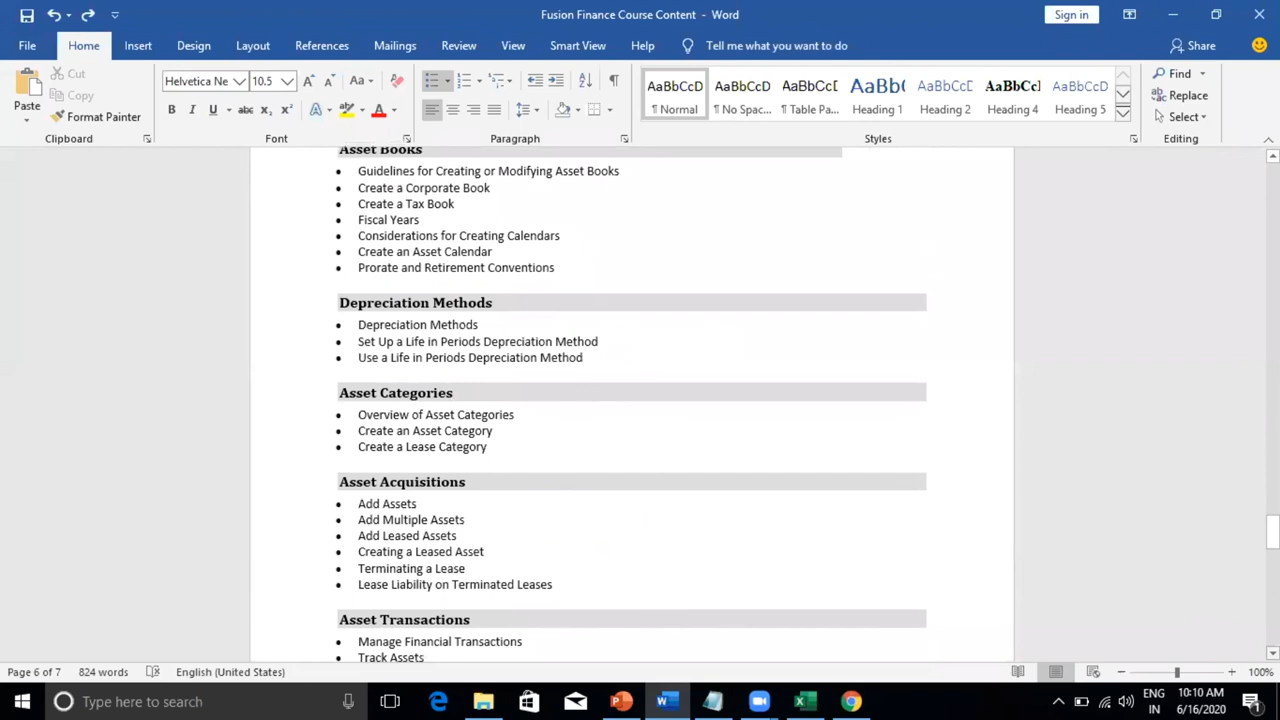 Fusion Finance Course Content - Word
Sign in
File Home Insert Design Layout References Mailings Review View Smart View Help Tell me what you want to do Share
Paste
Cut
Copy
Format Painter
Clipboard
Helvetica Ne 10.5
Font
Paragraph
AaBbCcD AaBbCcD AaBbCcI AaBbC AaBbCcD AaBbCcI AaBbCcD
¶ Normal ¶ No Spac... ¶ Table Pa... Heading 1 Heading 2 Heading 4 Heading 5
Styles
Find
Replace
Select
Editing
Asset Books
• Guidelines for Creating or Modifying Asset Books
• Create a Corporate Book
• Create a Tax Book
• Fiscal Years
• Considerations for Creating Calendars
• Create an Asset Calendar
• Prorate and Retirement Conventions
Depreciation Methods
• Depreciation Methods
• Set Up a Life in Periods Depreciation Method
• Use a Life in Periods Depreciation Method
Asset Categories
• Overview of Asset Categories
• Create an Asset Category
• Create a Lease Category
Asset Acquisitions
• Add Assets
• Add Multiple Assets
• Add Leased Assets
• Creating a Leased Asset
• Terminating a Lease
• Lease Liability on Terminated Leases
Asset Transactions
• Manage Financial Transactions
• Track Assets
Page 6 of 7 824 words English (United States) 100%
Type here to search
ENG
IN
10:10 AM
6/16/2020